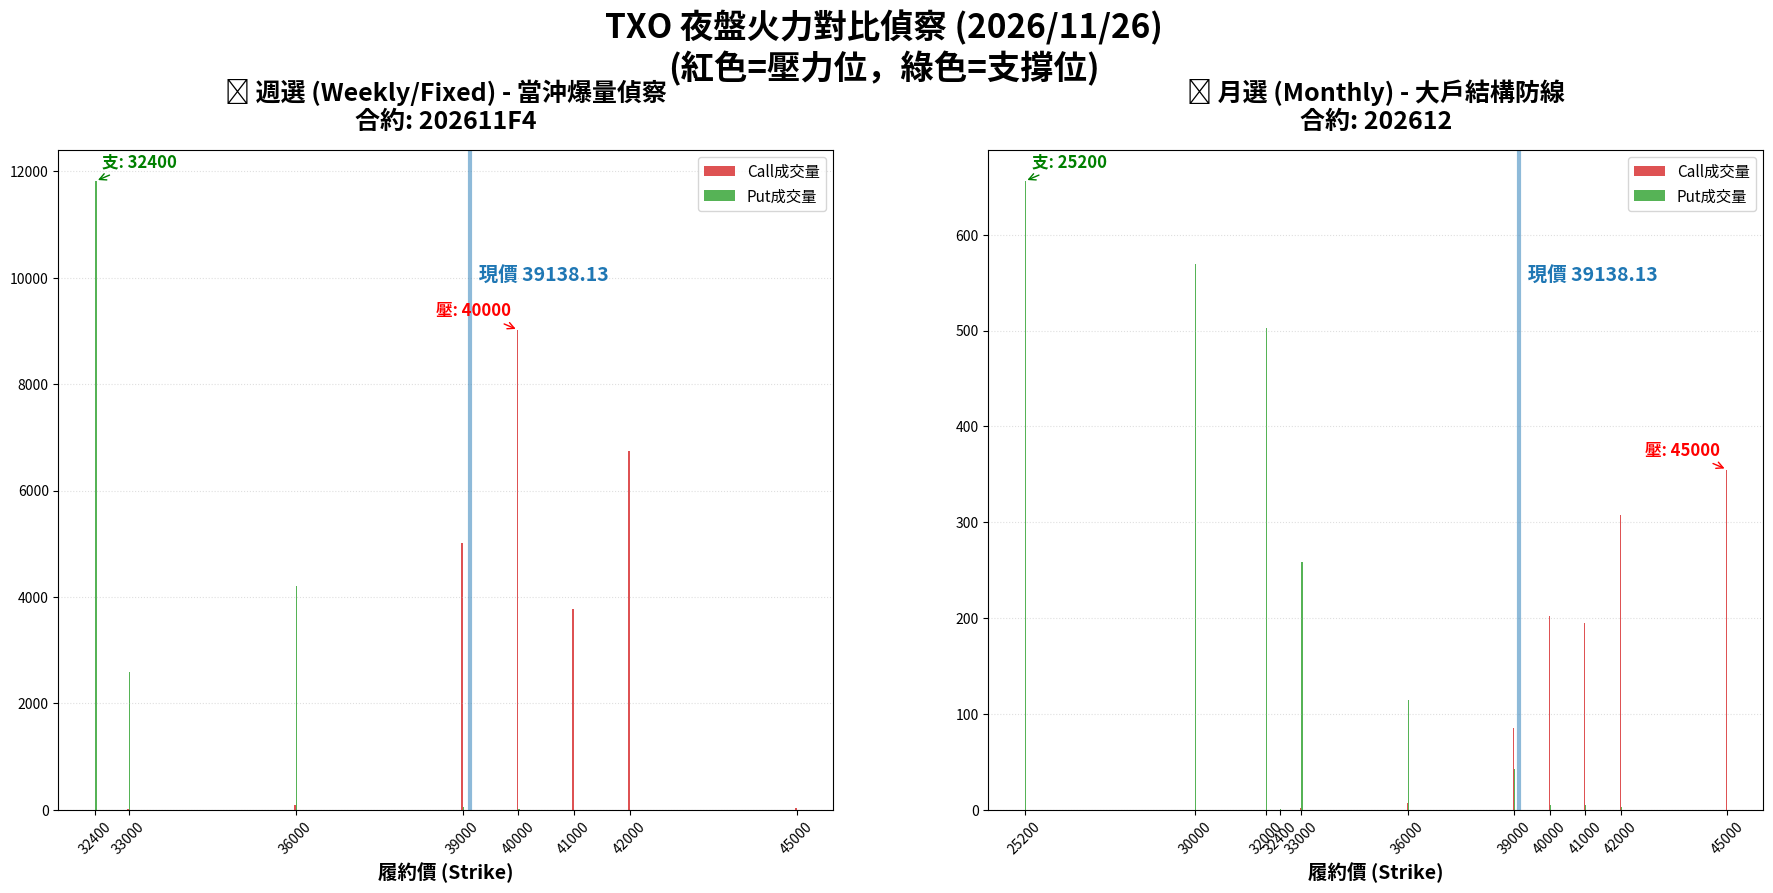 TXO 夜盤火力對比偵察 (2026/11/26)
(紅色=壓力位，綠色=支撐位)
週選 (Weekly/Fixed) - 當沖爆量偵察
合約: 202611F4
支: 32400
現價 39138.13
壓: 40000
Call成交量
Put成交量
12000
10000
8000
6000
4000
2000
0
32400
33000
36000
39000
40000
41000
42000
45000
履約價 (Strike)
月選 (Monthly) - 大戶結構防線
合約: 202612
支: 25200
現價 39138.13
壓: 45000
Call成交量
Put成交量
600
500
400
300
200
100
0
25200
30000
32000
32400
33000
36000
39000
40000
41000
42000
45000
履約價 (Strike)